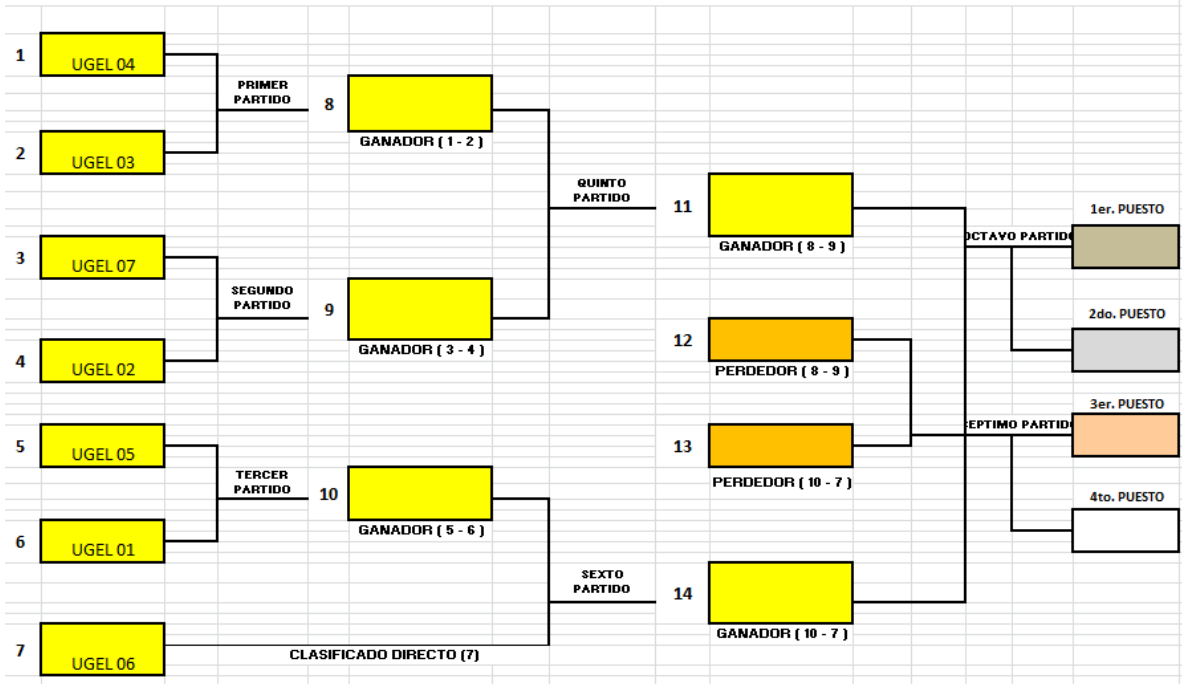 1
UGEL 04
PRIMER
PARTIDO
8
GANADOR ( 1 - 2 )
2
UGEL 03
QUINTO
PARTIDO
11
GANADOR ( 8 - 9 )
1er. PUESTO
OCTAVO PARTIDO
3
UGEL 07
SEGUNDO
PARTIDO
9
GANADOR ( 3 - 4 )
2do. PUESTO
12
PERDEDOR ( 8 - 9 )
4
UGEL 02
3er. PUESTO
EPTIMO PARTIDO
5
UGEL 05
13
PERDEDOR ( 10 - 7 )
TERCER
PARTIDO
10
GANADOR ( 5 - 6 )
4to. PUESTO
6
UGEL 01
SEXTO
PARTIDO
14
GANADOR ( 10 - 7 )
7
UGEL 06
CLASIFICADO DIRECTO (7)